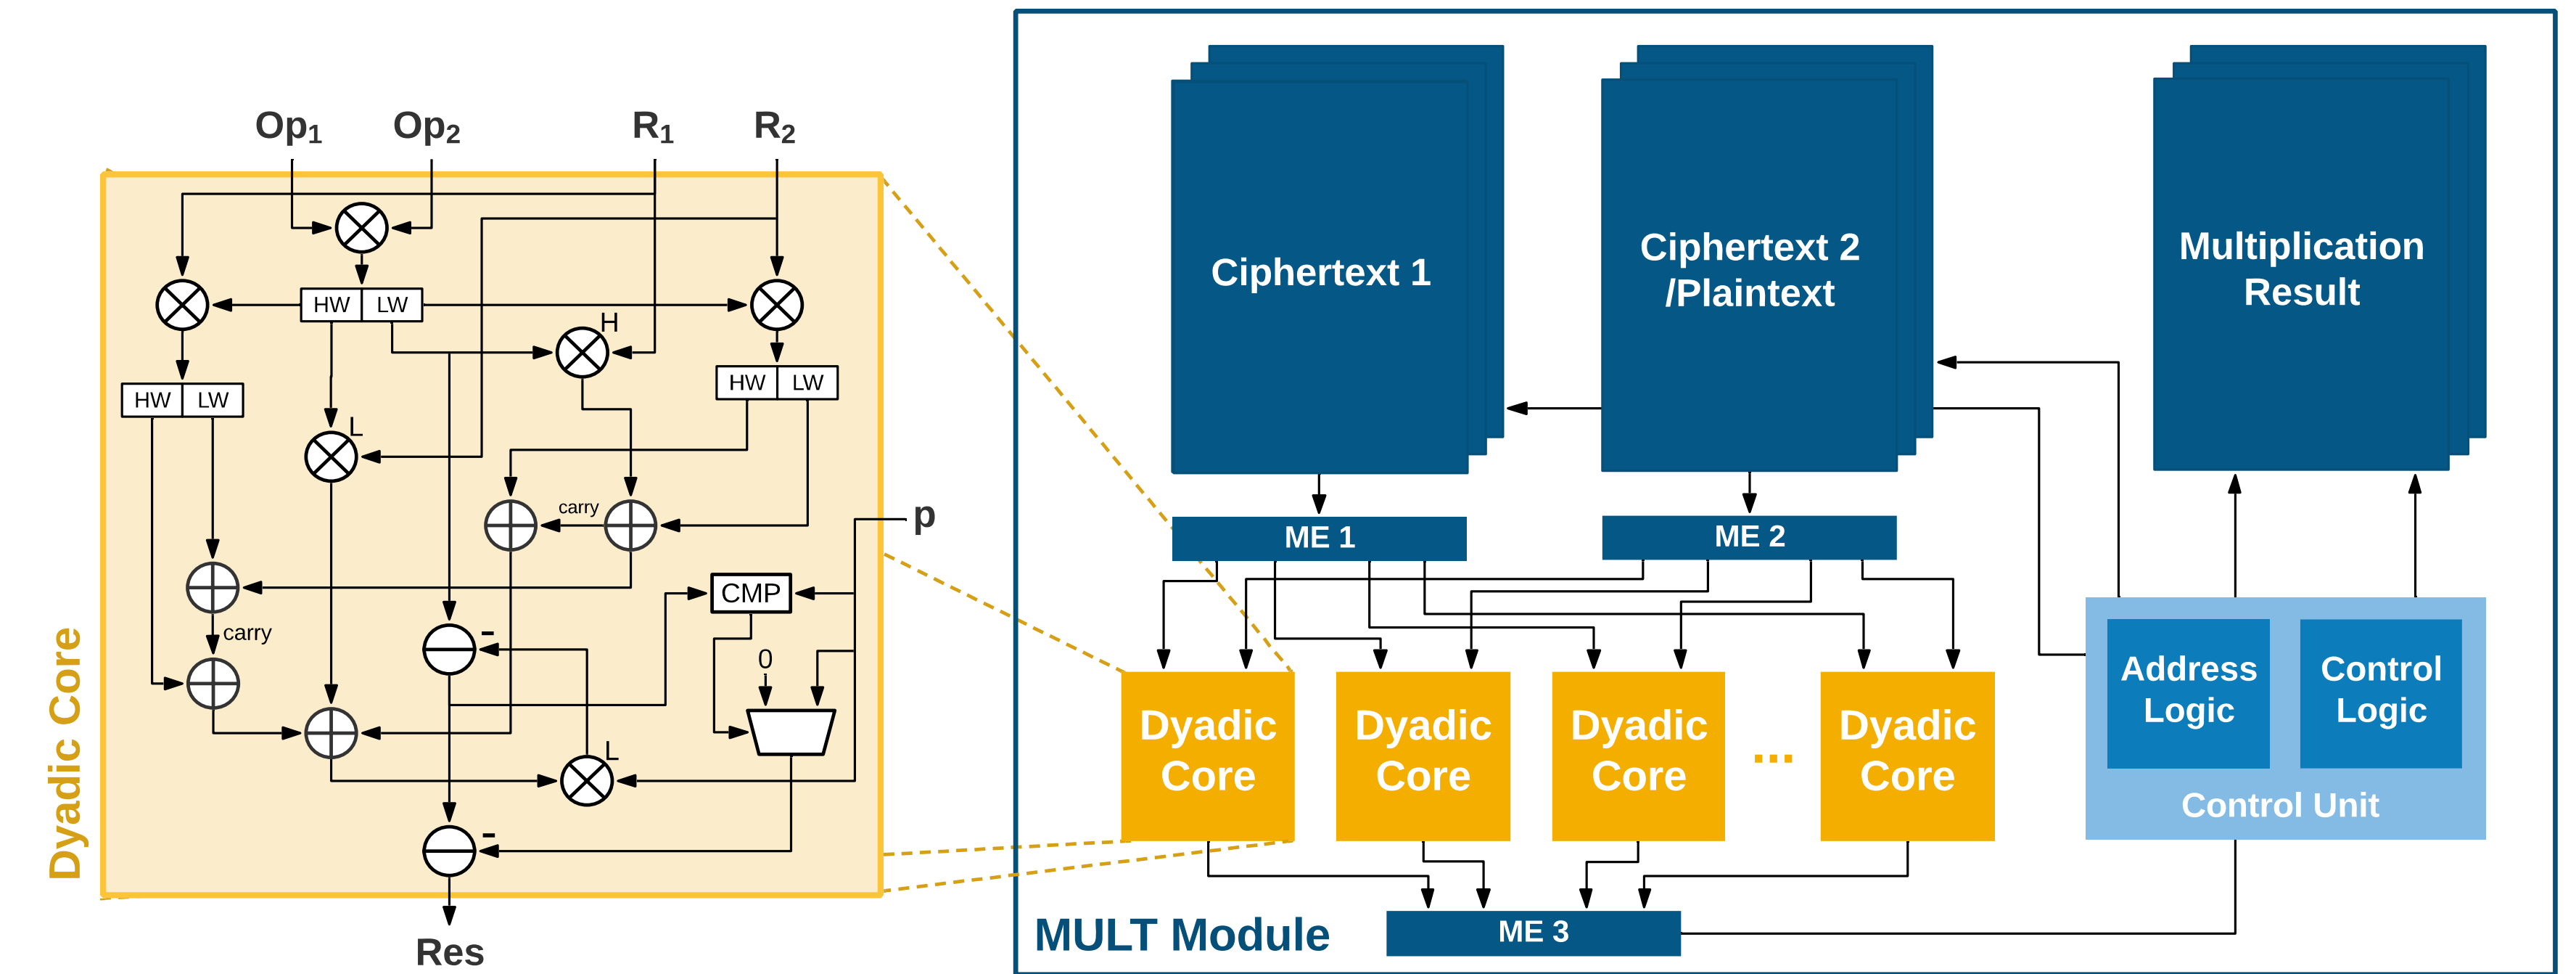 Op1 Op2 R1 R2
HW LW
H
HW LW
HW LW
L
carry
p
CMP
carry
-
0
L
-
Res
Dyadic Core
Ciphertext 1
Ciphertext 2
/Plaintext
Multiplication
Result
ME 1
ME 2
Dyadic
Core
Dyadic
Core
Dyadic
Core
...
Dyadic
Core
Address
Logic
Control
Logic
Control Unit
ME 3
MULT Module